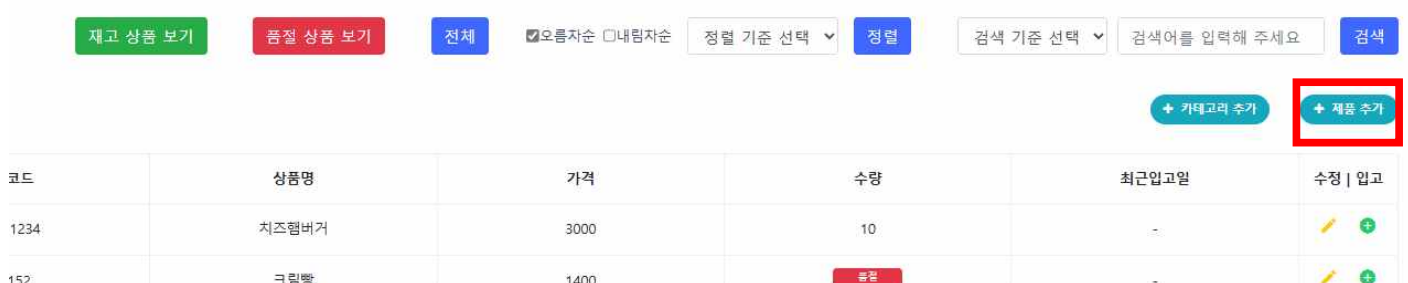 재고 상품 보기 품절 상품 보기 전체 오름차순 내림차순 정렬 기준 선택 정렬 검색 기준 선택 검색어를 입력해 주세요 검색
+ 카테고리 추가 + 제품 추가
코드 상품명 가격 수량 최근입고일 수정 | 입고
1234 치즈햄버거 3000 10 -
152 크림빵 1400 품절 -